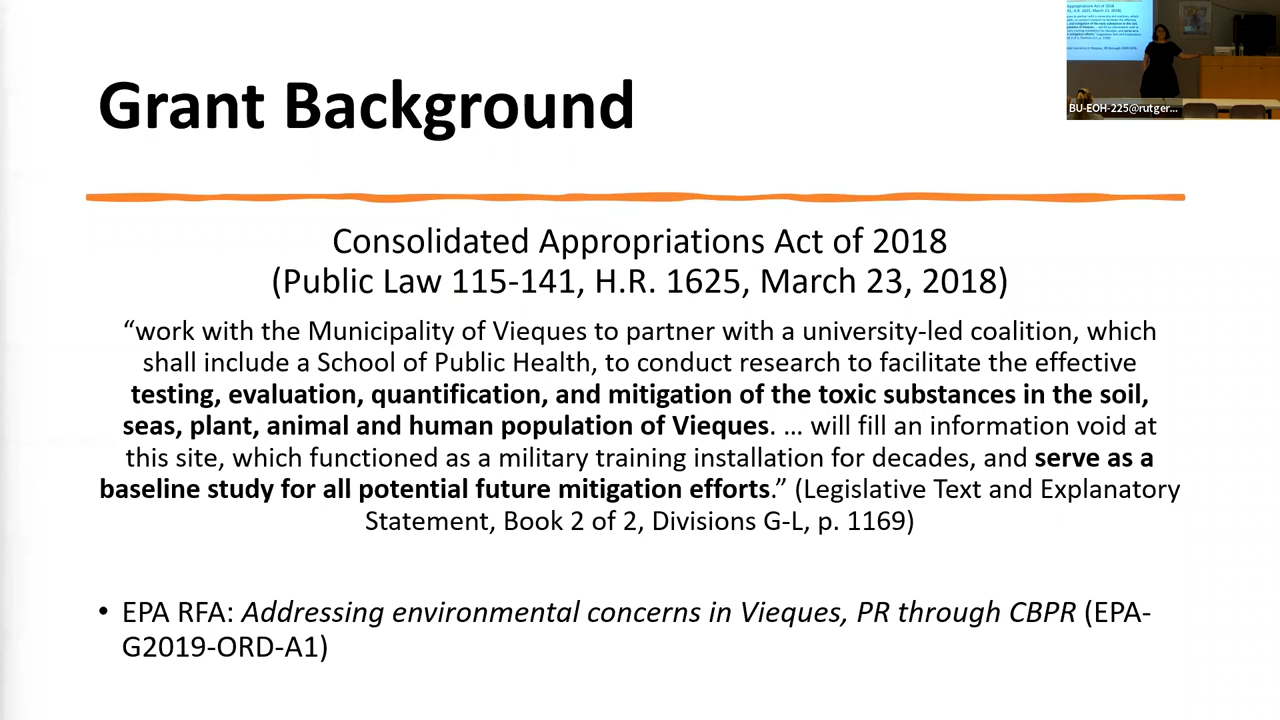 Grant Background
BU-EOH-225@rutger...
Consolidated Appropriations Act of 2018
(Public Law 115-141, H.R. 1625, March 23, 2018)
“work with the Municipality of Vieques to partner with a university-led coalition, which
shall include a School of Public Health, to conduct research to facilitate the effective
testing, evaluation, quantification, and mitigation of the toxic substances in the soil,
seas, plant, animal and human population of Vieques. … will fill an information void at
this site, which functioned as a military training installation for decades, and serve as a
baseline study for all potential future mitigation efforts.” (Legislative Text and Explanatory
Statement, Book 2 of 2, Divisions G-L, p. 1169)
• EPA RFA: Addressing environmental concerns in Vieques, PR through CBPR (EPA-
G2019-ORD-A1)